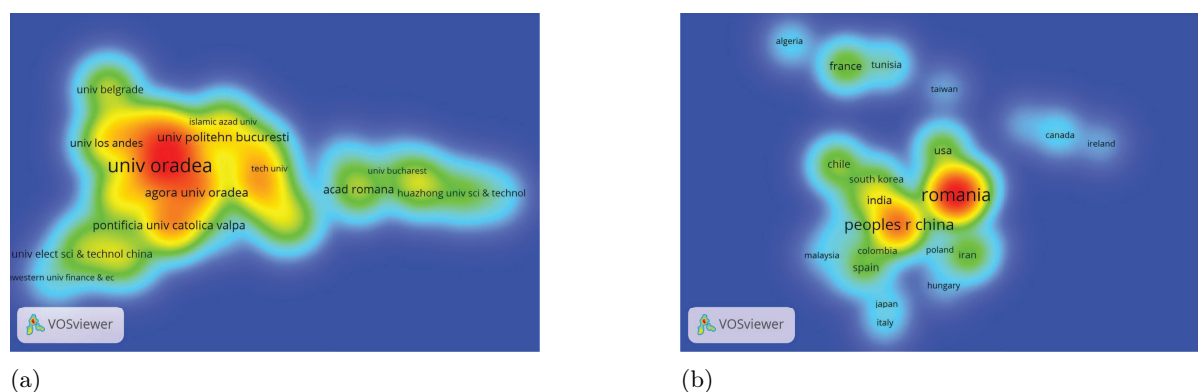 univ belgrade
islamic azad univ
univ los andes
univ politehn bucuresti
univ oradea
tech univ
univ bucharest
agora univ oradea
acad romana
huazhong univ sci & technol
pontificia univ catolica valpa
univ elect sci & technol china
western univ finance & ec
VOSviewer
(a)
algeria
france
tunisia
taiwan
canada
ireland
usa
chile
south korea
romania
india
peoples r china
colombia
poland
iran
malaysia
spain
hungary
japan
italy
VOSviewer
(b)